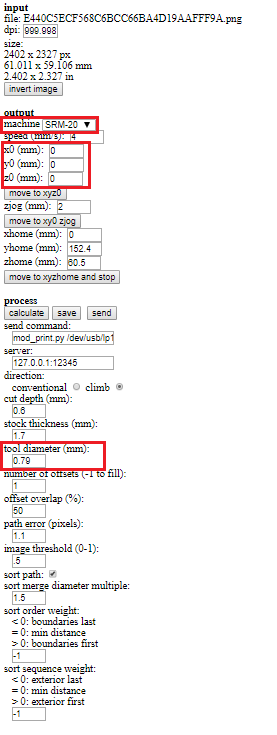 input
file: E440C5ECF568C6BCC66BA4D19AAFFF9A.png
dpi: 999.998
size:
2402 x 2327 px
61.011 x 59.106 mm
2.402 x 2.327 in
invert image
output
machine SRM-20
speed (mm/s): 4
x0 (mm): 0
y0 (mm): 0
z0 (mm): 0
move to xyz0
zjog (mm): 2
move to xy0 zjog
xhome (mm): 0
yhome (mm): 152.4
zhome (mm): 60.5
move to xyzhome and stop
process
calculate save send
send command:
mod_print.py /dev/usb/lp1
server:
127.0.0.1:12345
direction:
conventional climb
cut depth (mm):
0.6
stock thickness (mm):
1.7
tool diameter (mm):
0.79
number of offsets (-1 to fill):
1
offset overlap (%):
50
path error (pixels):
1.1
image threshold (0-1):
.5
sort path:
sort merge diameter multiple:
1.5
sort order weight:
< 0: boundaries last
= 0: min distance
> 0: boundaries first
-1
sort sequence weight:
< 0: exterior last
= 0: min distance
> 0: exterior first
-1